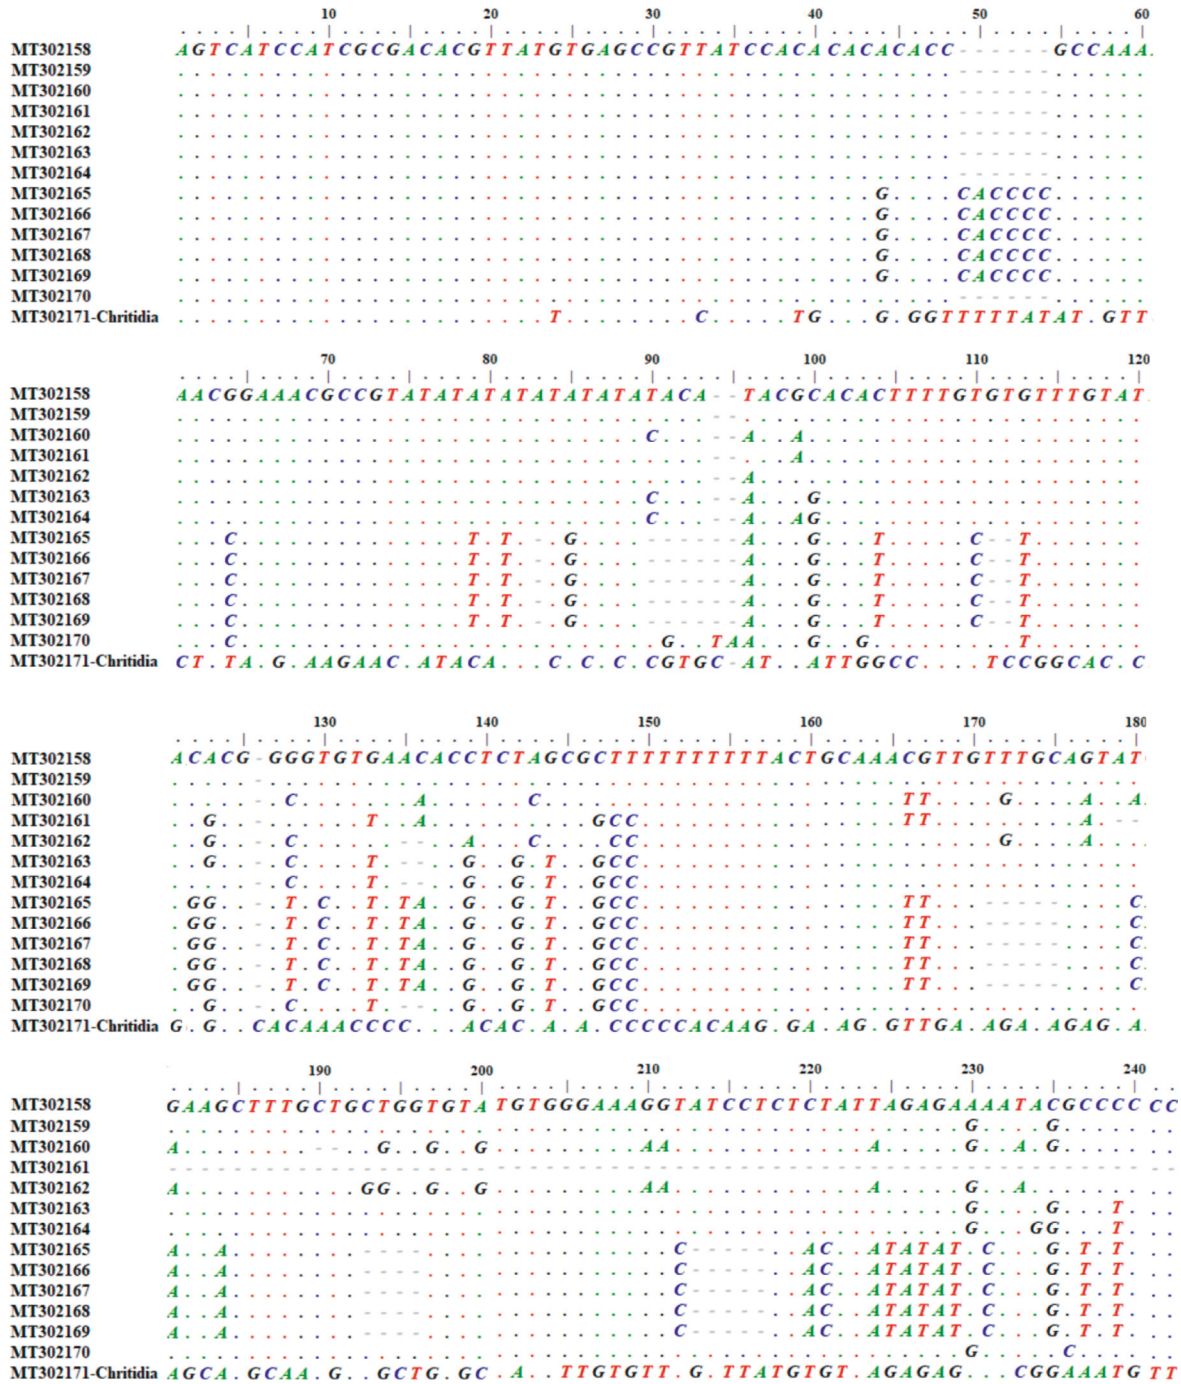 10 20 30 40 50 60
MT302158 AGTCATCCATCGCGACACGTTATGTGAGCCGTTATCCACACACACACC------GCCAAA
MT302159 ................................................------......
MT302160 ................................................------......
MT302161 ................................................------......
MT302162 ................................................------......
MT302163 ................................................------......
MT302164 ................................................------......
MT302165 ...........................................G....CACCCC......
MT302166 ...........................................G....CACCCC......
MT302167 ...........................................G....CACCCC......
MT302168 ...........................................G....CACCCC......
MT302169 ...........................................G....CACCCC......
MT302170 ................................................------......
MT302171-Chritidia .......................T........C.....TG...G.GGTTTTTATAT.GTT
70 80 90 100 110 120
MT302158 AACGGAAACGCCGTATATATATATATATATACA--TACGCACACTTTTGTGTGTTTGTAT
MT302159 .................................--.........................
MT302160 .............................C...--A..A.....................
MT302161 .................................--...A.....................
MT302162 .................................--A........................
MT302163 .............................C...--A...G....................
MT302164 .............................C...--A..AG....................
MT302165 ...C..............T.T.-.G....------A...G...T.....C--T.......
MT302166 ...C..............T.T.-.G....------A...G...T.....C--T.......
MT302167 ...C..............T.T.-.G....------A...G...T.....C--T.......
MT302168 ...C..............T.T.-.G....------A...G...T.....C--T.......
MT302169 ...C..............T.T.-.G....------A...G...T.....C--T.......
MT302170 ...C..........................G..TAA...G..G.........T.......
MT302171-Chritidia CT.TA.G.AAGAAC.ATACA...C.C.C.CGTGC-AT..ATTGGCC....TCCGGCAC.C
130 140 150 160 170 180
MT302158 ACACG-GGGTGTGAACACCTCTAGCGCTTTTTTTTTTACTGCAAACGTTGTTTGCAGTAT
MT302159 .....-......................................................
MT302160 .....-.C.......A......C......................TT....G....A..A
MT302161 ..G..-......T..A..........GCC................TT.........A.--
MT302162 ..G..-.C......--..A...C....CC......................G....A...
MT302163 ..G..-.C....T.....G..G.T..GCC...............................
MT302164 .....-.C....T.--..G..G.T..GCC...............................
MT302165 .GG..-.T.C..T.TA..G..G.T..GCC................TT...-----....C
MT302166 .GG..-.T.C..T.TA..G..G.T..GCC................TT...-----....C
MT302167 .GG..-.T.C..T.TA..G..G.T..GCC................TT...-----....C
MT302168 .GG..-.T.C..T.TA..G..G.T..GCC................TT...-----....C
MT302169 .GG..-.T.C..T.TA..G..G.T..GCC................TT...-----....C
MT302170 ..G..-.C....T.--..G..G.T..GCC...............................
MT302171-Chritidia G.G..CACAAACCCC...ACAC.A.A.CCCCCACAAG.GA.AG.GTTGA.AGA.AGAG.A
190 200 210 220 230 240
MT302158 GAAGCTTTGCTGCTGGTGTATGTGGGAAAGGTATCCTCTCTATTAGAGAAAATACGCCCCCC
MT302159 .................................................G....G.......
MT302160 A........--..G..G..G.........AA............A.....G..A.G.......
MT302161 --------------------------------------------------------------
MT302162 A...........GG..G..G.........AA............A.....G..A.........
MT302163 .................................................G....G...T...
MT302164 .................................................G...GG...T...
MT302165 A..A........----...............C-----..AC..ATATAT.C...G.T.T...
MT302166 A..A........----...............C-----..AC..ATATAT.C...G.T.T...
MT302167 A..A........----...............C-----..AC..ATATAT.C...G.T.T...
MT302168 A..A........----...............C-----..AC..ATATAT.C...G.T.T...
MT302169 A..A........----...............C-----..AC..ATATAT.C...G.T.T...
MT302170 .................................................G.....C......
MT302171-Chritidia AGCA.GCAA.G..GCTG.GC.A..TTGTGTT.G.TTATGTGT.AGAGAG...CGGAAATGTT